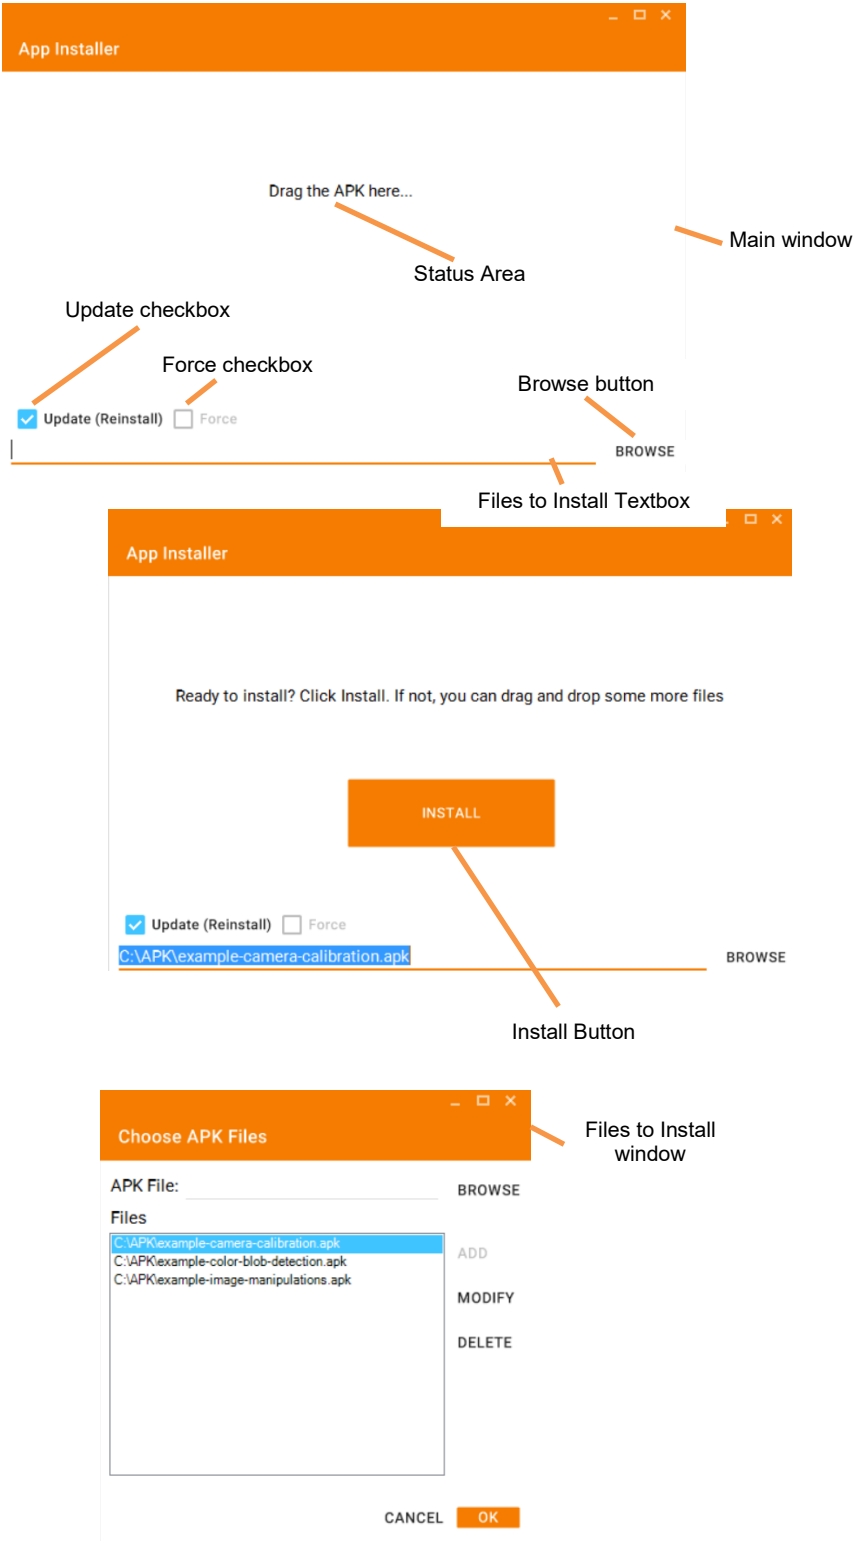 App Installer
Drag the APK here...
Main window
Status Area
Update checkbox
Force checkbox
Browse button
Update (Reinstall) Force
BROWSE
Files to Install Textbox
App Installer
Ready to install? Click Install. If not, you can drag and drop some more files
INSTALL
Update (Reinstall) Force
C:\APK\example-camera-calibration.apk
BROWSE
Install Button
Choose APK Files
Files to Install
window
APK File:
BROWSE
Files
C:\APK\example-camera-calibration.apk
C:\APK\example-color-blob-detection.apk
C:\APK\example-image-manipulations.apk
ADD
MODIFY
DELETE
CANCEL OK